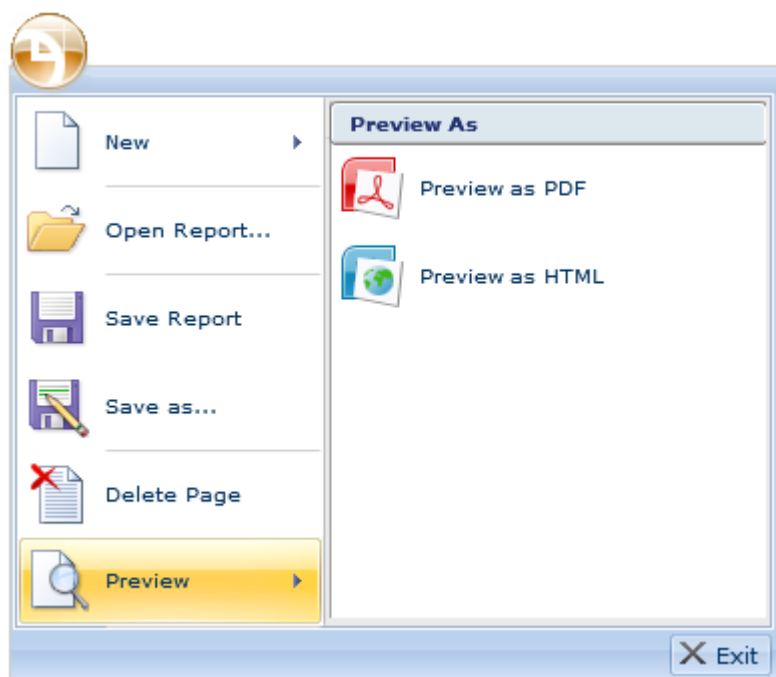 New
Open Report...
Save Report
Save as...
Delete Page
Preview
Preview As
Preview as PDF
Preview as HTML
Exit